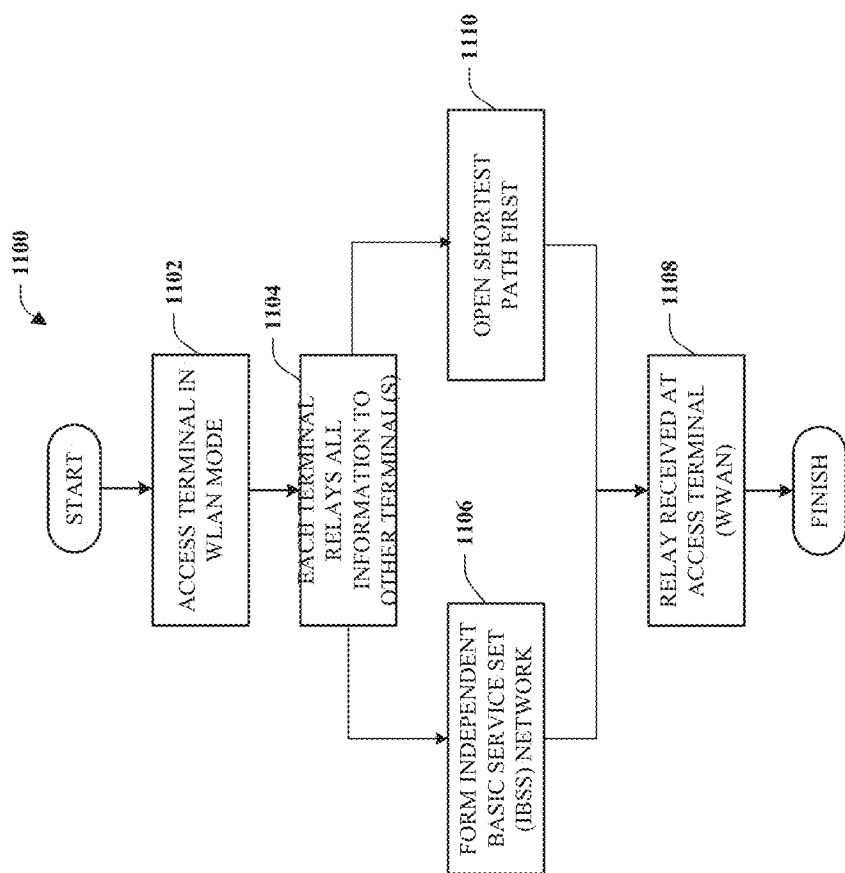 1100
START
1102
ACCESS TERMINAL IN
WLAN MODE
1104
EACH TERMINAL
RELAYS ALL
INFORMATION TO
OTHER TERMINAL(S)
1106
FORM INDEPENDENT
BASIC SERVICE SET
(IBSS) NETWORK
1110
OPEN SHORTEST
PATH FIRST
1108
RELAY RECEIVED AT
ACCESS TERMINAL
(WWAN)
FINISH